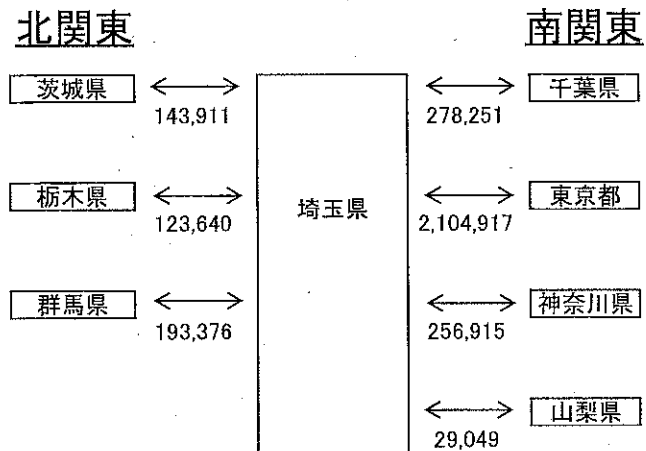 北関東
南関東
茨城県
143,911
千葉県
278,251
栃木県
123,640
埼玉県
東京都
2,104,917
群馬県
193,376
神奈川県
256,915
山梨県
29,049